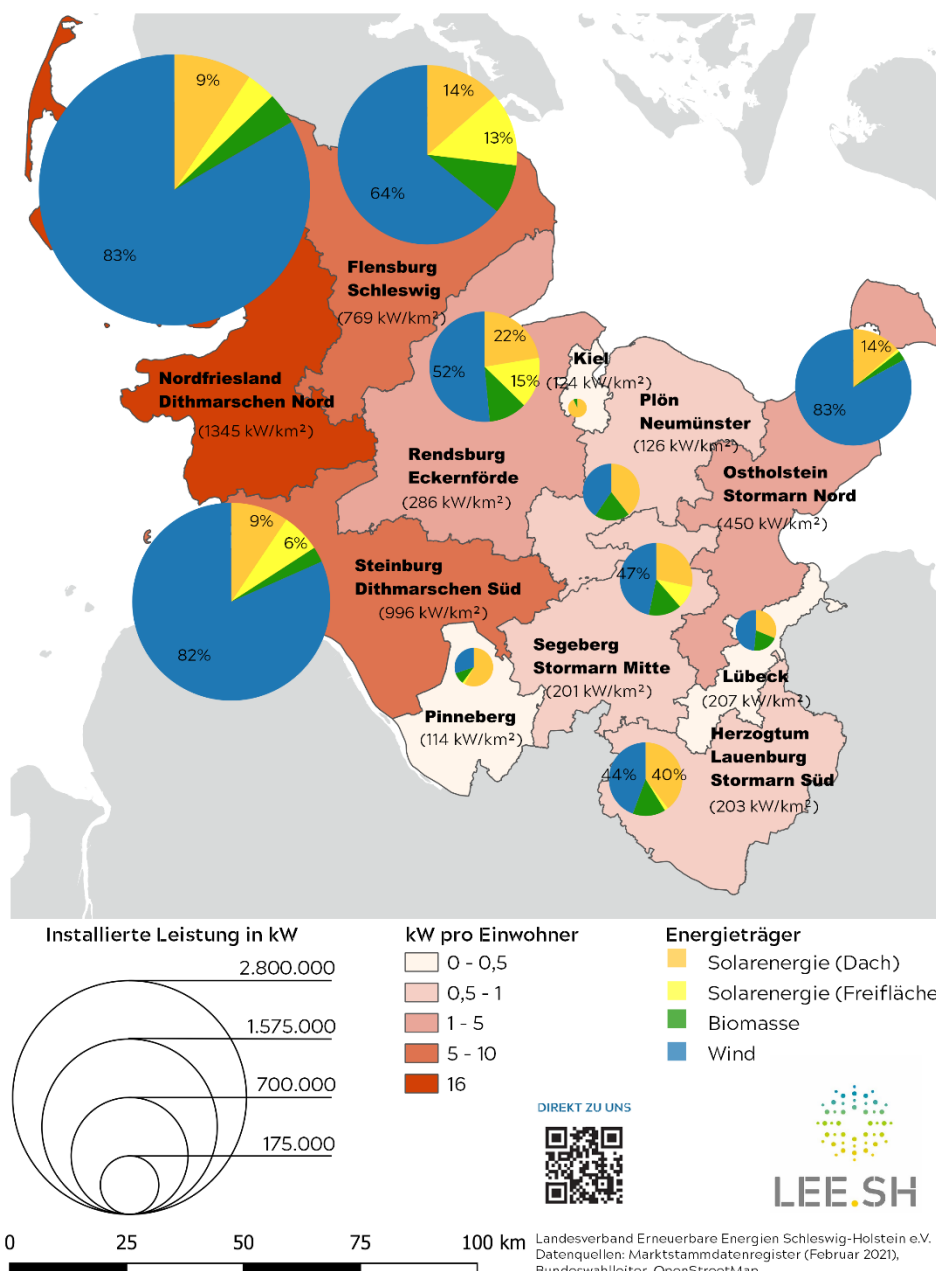 9%
83%
14%
13%
64%
Flensburg
Schleswig
(769 kW/km²)
Nordfriesland
Dithmarschen Nord
(1345 kW/km²)
22%
15%
52%
Rendsburg
Eckernförde
(286 kW/km²)
Kiel
(124 kW/km²)
Plön
Neumünster
(126 kW/km²)
14%
83%
Ostholstein
Stormarn Nord
(450 kW/km²)
9%
6%
82%
Steinburg
Dithmarschen Süd
(996 kW/km²)
47%
Segeberg
Stormarn Mitte
(201 kW/km²)
Lübeck
(207 kW/km²)
Pinneberg
(114 kW/km²)
44%
40%
Herzogtum
Lauenburg
Stormarn Süd
(203 kW/km²)
Installierte Leistung in kW
2.800.000
1.575.000
700.000
175.000
kW pro Einwohner
0 - 0,5
0,5 - 1
1 - 5
5 - 10
16
Energieträger
Solarenergie (Dach)
Solarenergie (Freifläche
Biomasse
Wind
DIREKT ZU UNS
LEE.SH
0 25 50 75 100 km
Landesverband Erneuerbare Energien Schleswig-Holstein e.V.
Datenquellen: Marktstammdatenregister (Februar 2021),
Bundeswahlleiter, OpenStreetMap